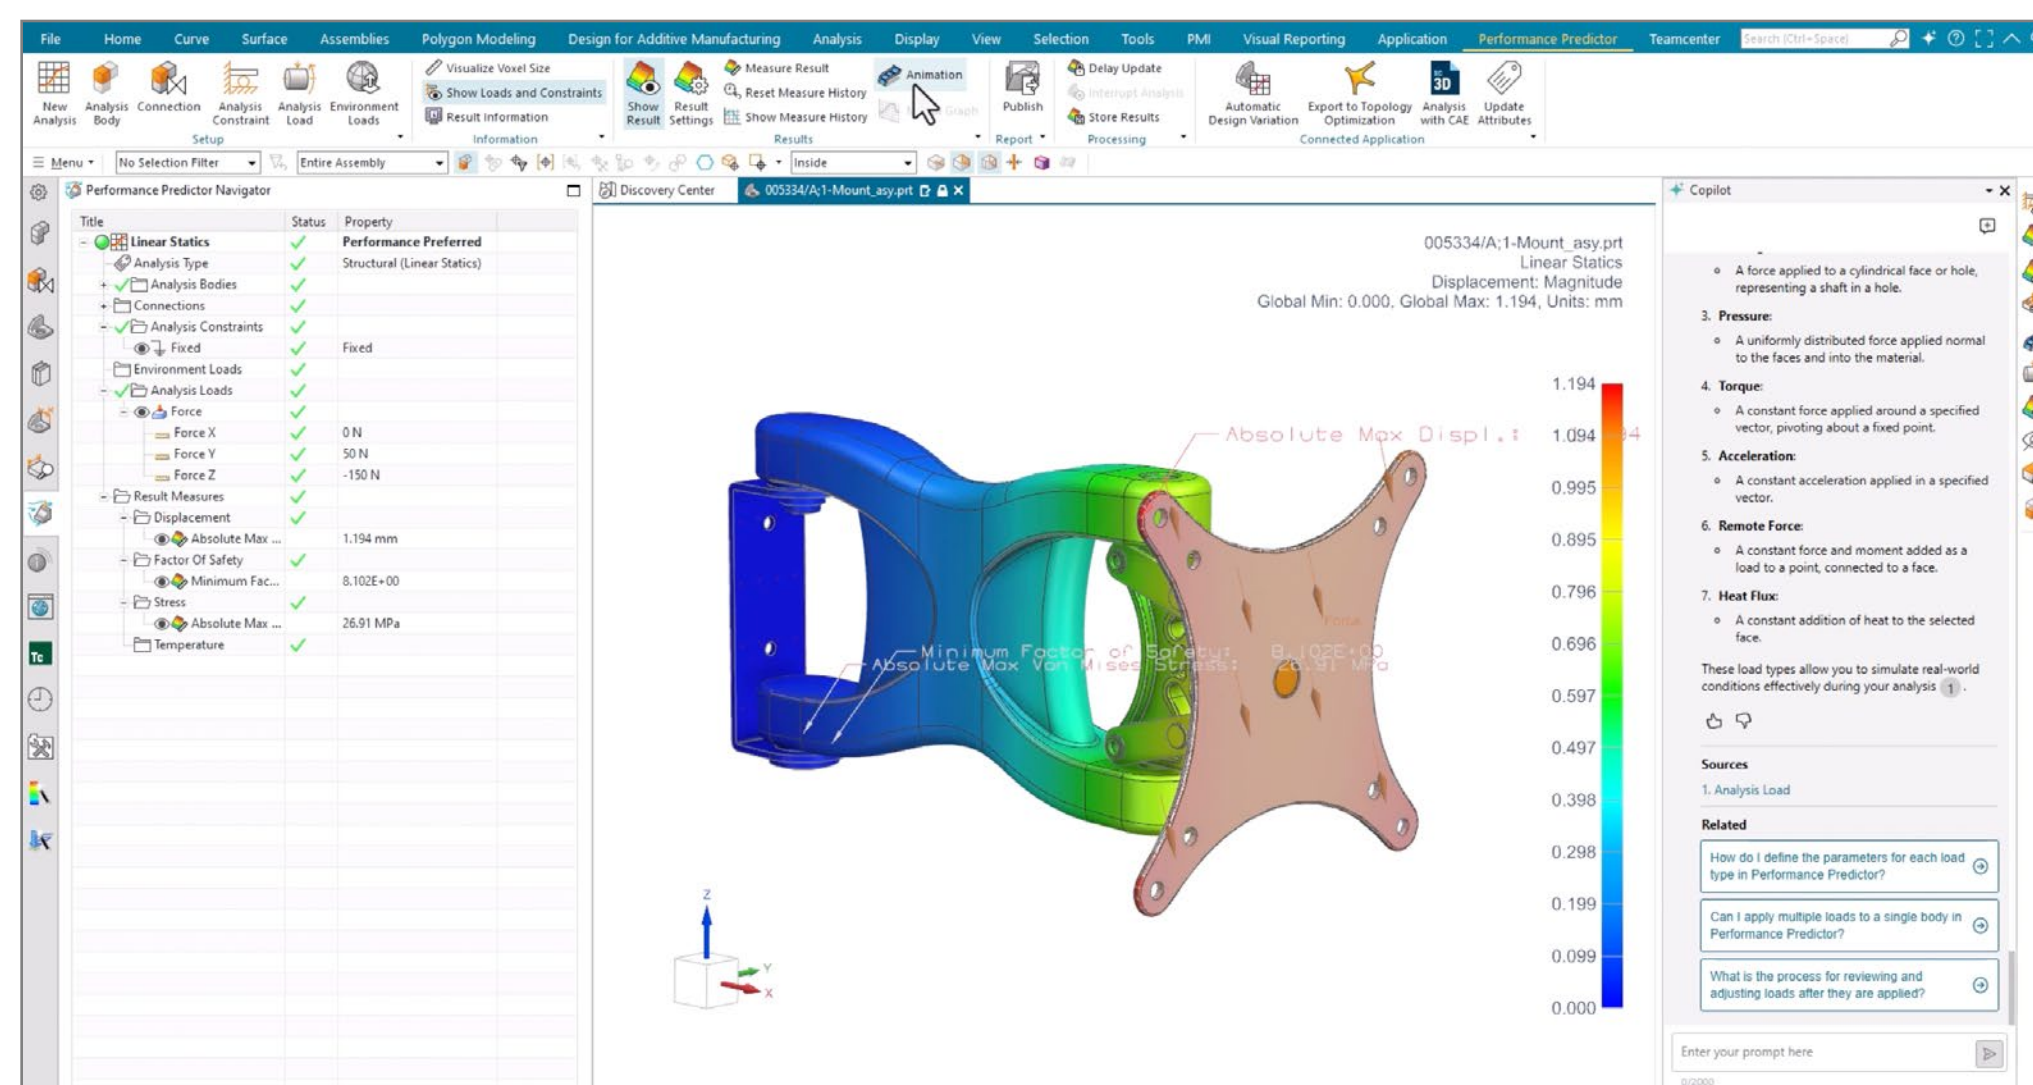 File Home Curve Surface Assemblies Polygon Modeling Design for Additive Manufacturing Analysis Display View Selection Tools PMI Visual Reporting Application Performance Predictor Teamcenter Search (Ctrl+Space)
New Analysis
Analysis Body
Connection
Analysis Constraint
Analysis Load
Environment Loads
Setup
Visualize Voxel Size
Show Loads and Constraints
Result Information
Information
Show Result
Result Settings
Measure Result
Reset Measure History
Show Measure History
Animation
Graph
Results
Publish
Report
Delay Update
Interrupt Analysis
Store Results
Processing
Automatic Design Variation
Export to Topology Optimization
3D
Analysis with CAE
Update Attributes
Connected Application
Menu No Selection Filter Entire Assembly Inside
Performance Predictor Navigator
Title Status Property
Linear Statics Performance Preferred
Analysis Type Structural (Linear Statics)
Analysis Bodies
Connections
Analysis Constraints
Fixed Fixed
Environment Loads
Analysis Loads
Force
Force X 0 N
Force Y 50 N
Force Z -150 N
Result Measures
Displacement
Absolute Max ... 1.194 mm
Factor Of Safety
Minimum Fac... 8.102E+00
Stress
Absolute Max ... 26.91 MPa
Temperature
Tc
Discovery Center 005334/A;1-Mount_asy.prt
005334/A;1-Mount_asy.prt
Linear Statics
Displacement: Magnitude
Global Min: 0.000, Global Max: 1.194, Units: mm
1.194
Absolute Max Displ.:
1.094
0.995
0.895
0.796
0.696
0.597
0.497
0.398
0.298
0.199
0.099
0.000
Force
Minimum Factor of Safety: 8.102E+00
Absolute Max Von Mises Stress: 26.91 MPa
Z
Y
X
Copilot
A force applied to a cylindrical face or hole,
representing a shaft in a hole.
3. Pressure:
A uniformly distributed force applied normal
to the faces and into the material.
4. Torque:
A constant force applied around a specified
vector, pivoting about a fixed point.
5. Acceleration:
A constant acceleration applied in a specified
vector.
6. Remote Force:
A constant force and moment added as a
load to a point, connected to a face.
7. Heat Flux:
A constant addition of heat to the selected
face.
These load types allow you to simulate real-world
conditions effectively during your analysis 1 .
Sources
1. Analysis Load
Related
How do I define the parameters for each load
type in Performance Predictor?
Can I apply multiple loads to a single body in
Performance Predictor?
What is the process for reviewing and
adjusting loads after they are applied?
Enter your prompt here
0/2000